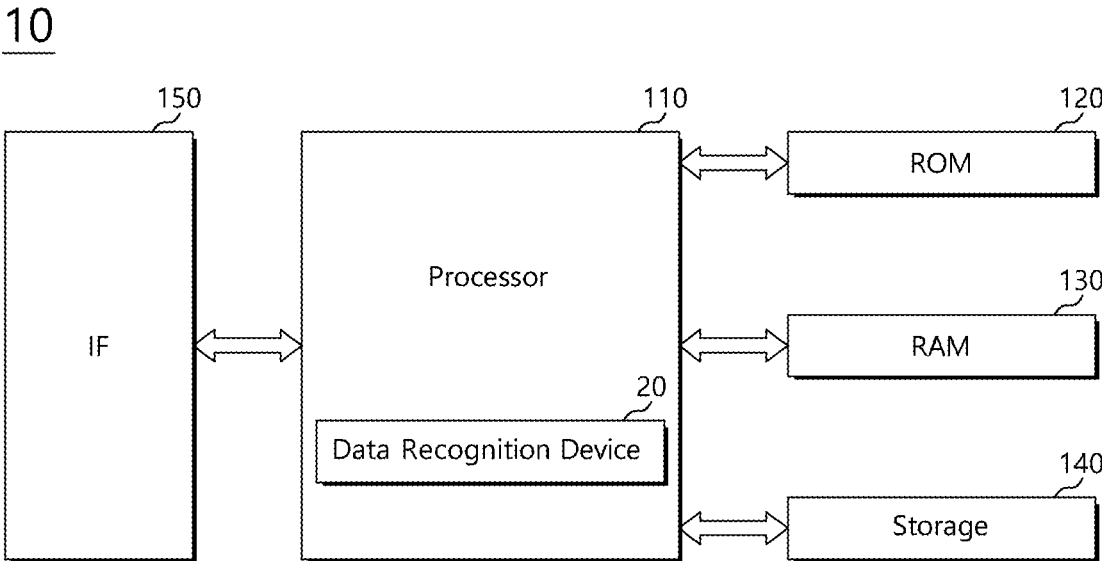 10
150
110
120
ROM
Processor
130
IF
RAM
20
Data Recognition Device
140
Storage